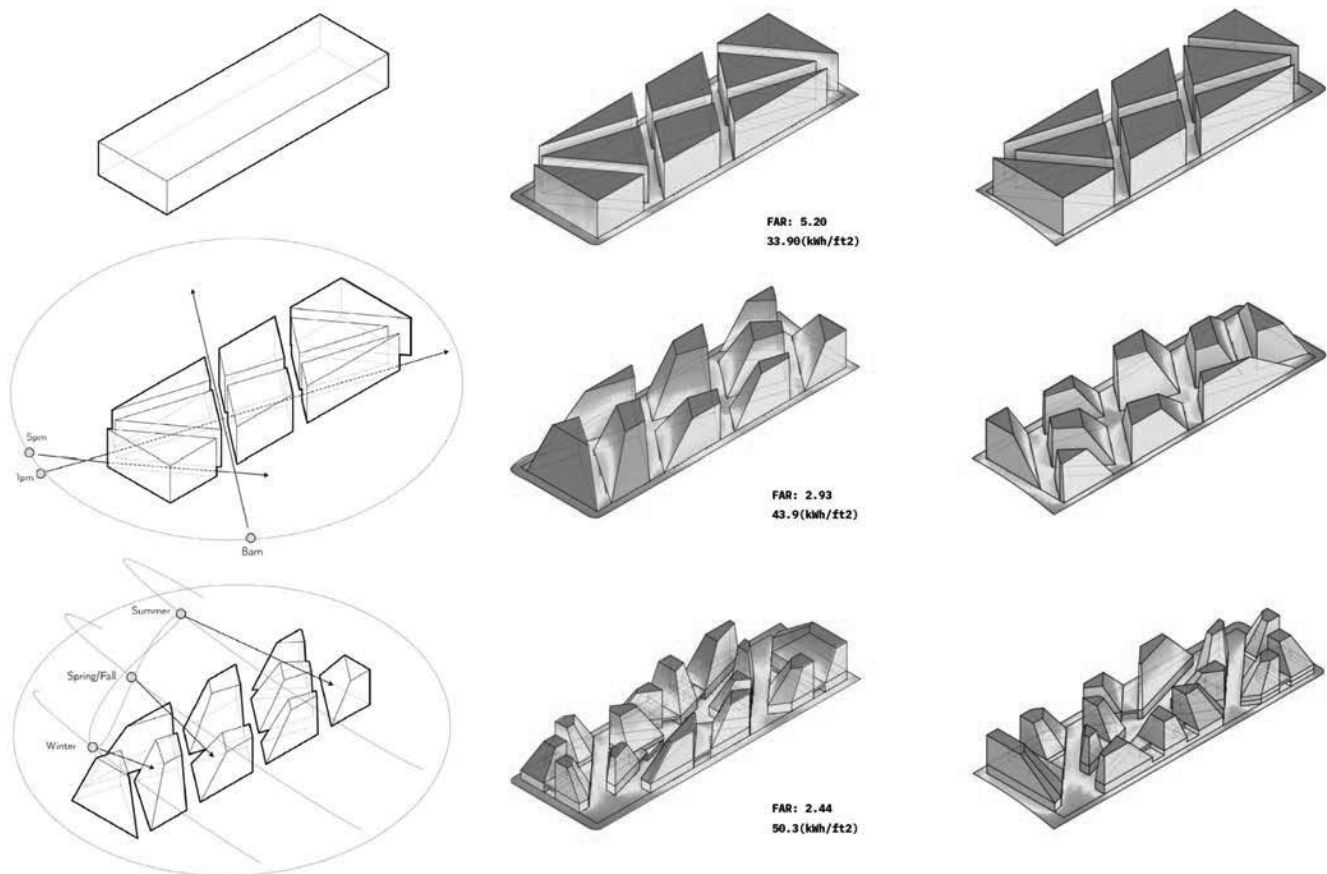 FAR: 5.20
33.90(kWh/ft2)
5pm
1pm
8am
FAR: 2.93
43.9(kWh/ft2)
Summer
Spring/Fall
Winter
FAR: 2.44
50.3(kWh/ft2)